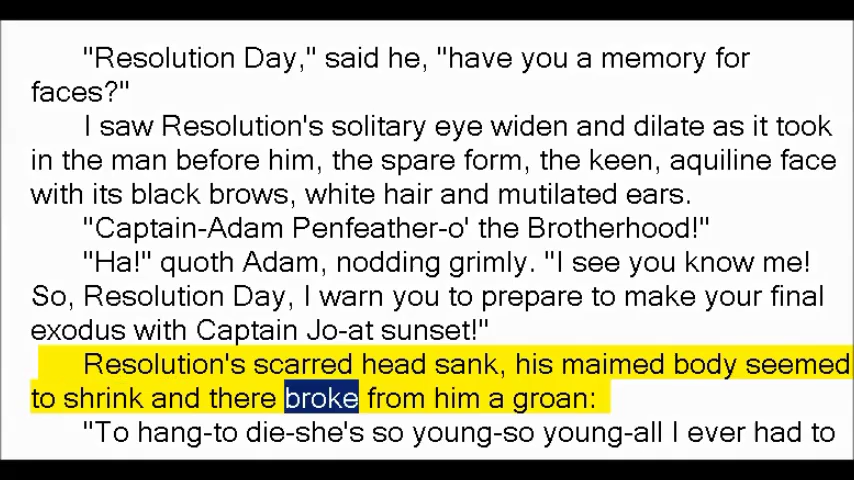 "Resolution Day," said he, "have you a memory for
faces?"
I saw Resolution's solitary eye widen and dilate as it took
in the man before him, the spare form, the keen, aquiline face
with its black brows, white hair and mutilated ears.
"Captain-Adam Penfeather-o' the Brotherhood!"
"Ha!" quoth Adam, nodding grimly. "I see you know me!
So, Resolution Day, I warn you to prepare to make your final
exodus with Captain Jo-at sunset!"
Resolution's scarred head sank, his maimed body seemed
to shrink and there broke from him a groan:
"To hang-to die-she's so young-so young-all I ever had to